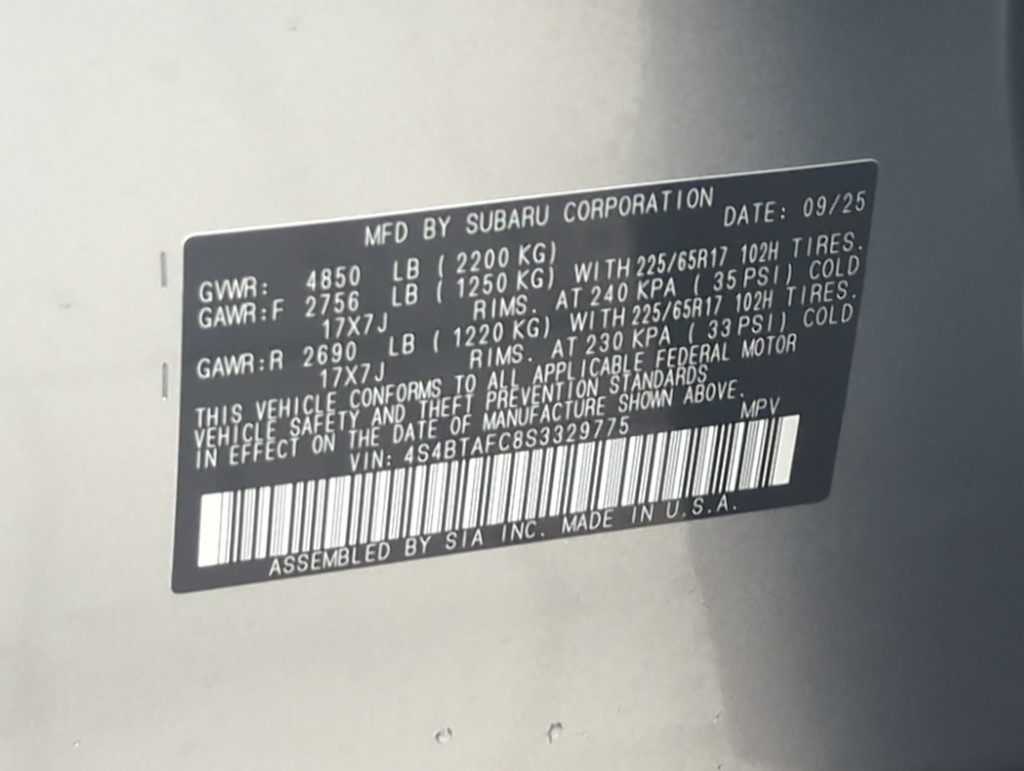 MFD BY SUBARU CORPORATION DATE: 09/25
GVWR: 4850 LB ( 2200 KG)
GAWR:F 2756 LB ( 1250 KG) WITH 225/65R17 102H TIRES.
17X7J RIMS. AT 240 KPA ( 35 PSI) COLD
GAWR:R 2690 LB ( 1220 KG) WITH 225/65R17 102H TIRES.
17X7J RIMS. AT 230 KPA ( 33 PSI) COLD
THIS VEHICLE CONFORMS TO ALL APPLICABLE FEDERAL MOTOR
VEHICLE SAFETY AND THEFT PREVENTION STANDARDS
IN EFFECT ON THE DATE OF MANUFACTURE SHOWN ABOVE.
VIN: 4S4BTAFC8S3329775 MPV
ASSEMBLED BY SIA INC. MADE IN U.S.A.